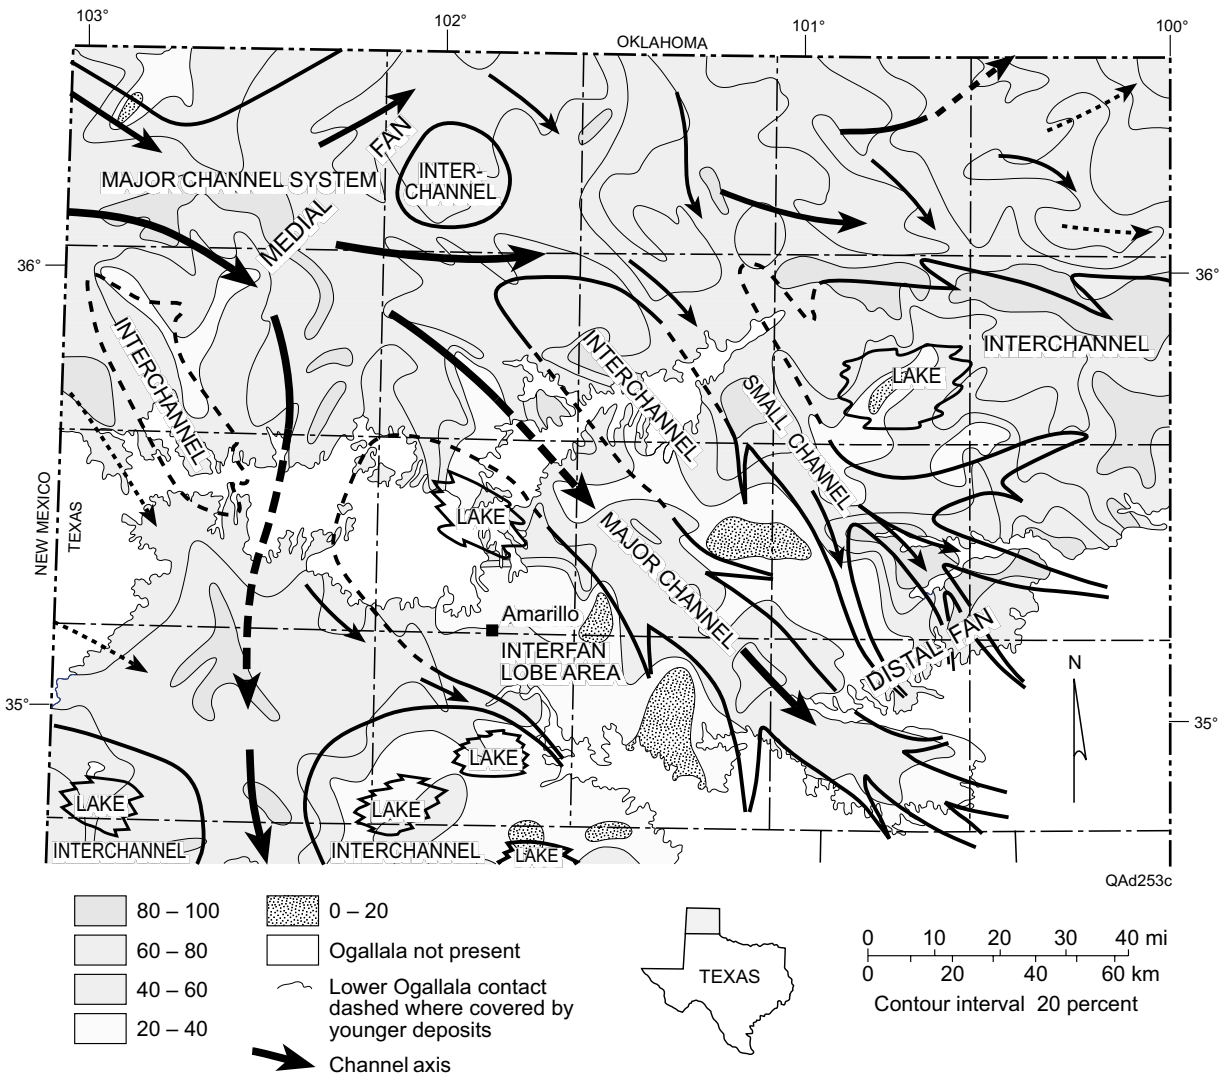 103°
102°
101°
100°
OKLAHOMA
FAN
INTER-
CHANNEL
MAJOR CHANNEL SYSTEM
MEDIAL
36°
36°
INTERCHANNEL
INTERCHANNEL
INTERCHANNEL
LAKE
SMALL CHANNEL
NEW MEXICO
TEXAS
LAKE
MAJOR CHANNEL
Amarillo
INTERFAN
LOBE AREA
DISTAL FAN
N
35°
35°
LAKE
LAKE
LAKE
INTERCHANNEL
INTERCHANNEL
LAKE
QAd253c
80 – 100
60 – 80
40 – 60
20 – 40
0 – 20
Ogallala not present
Lower Ogallala contact
dashed where covered by
younger deposits
Channel axis
TEXAS
0 10 20 30 40 mi
0 20 40 60 km
Contour interval 20 percent